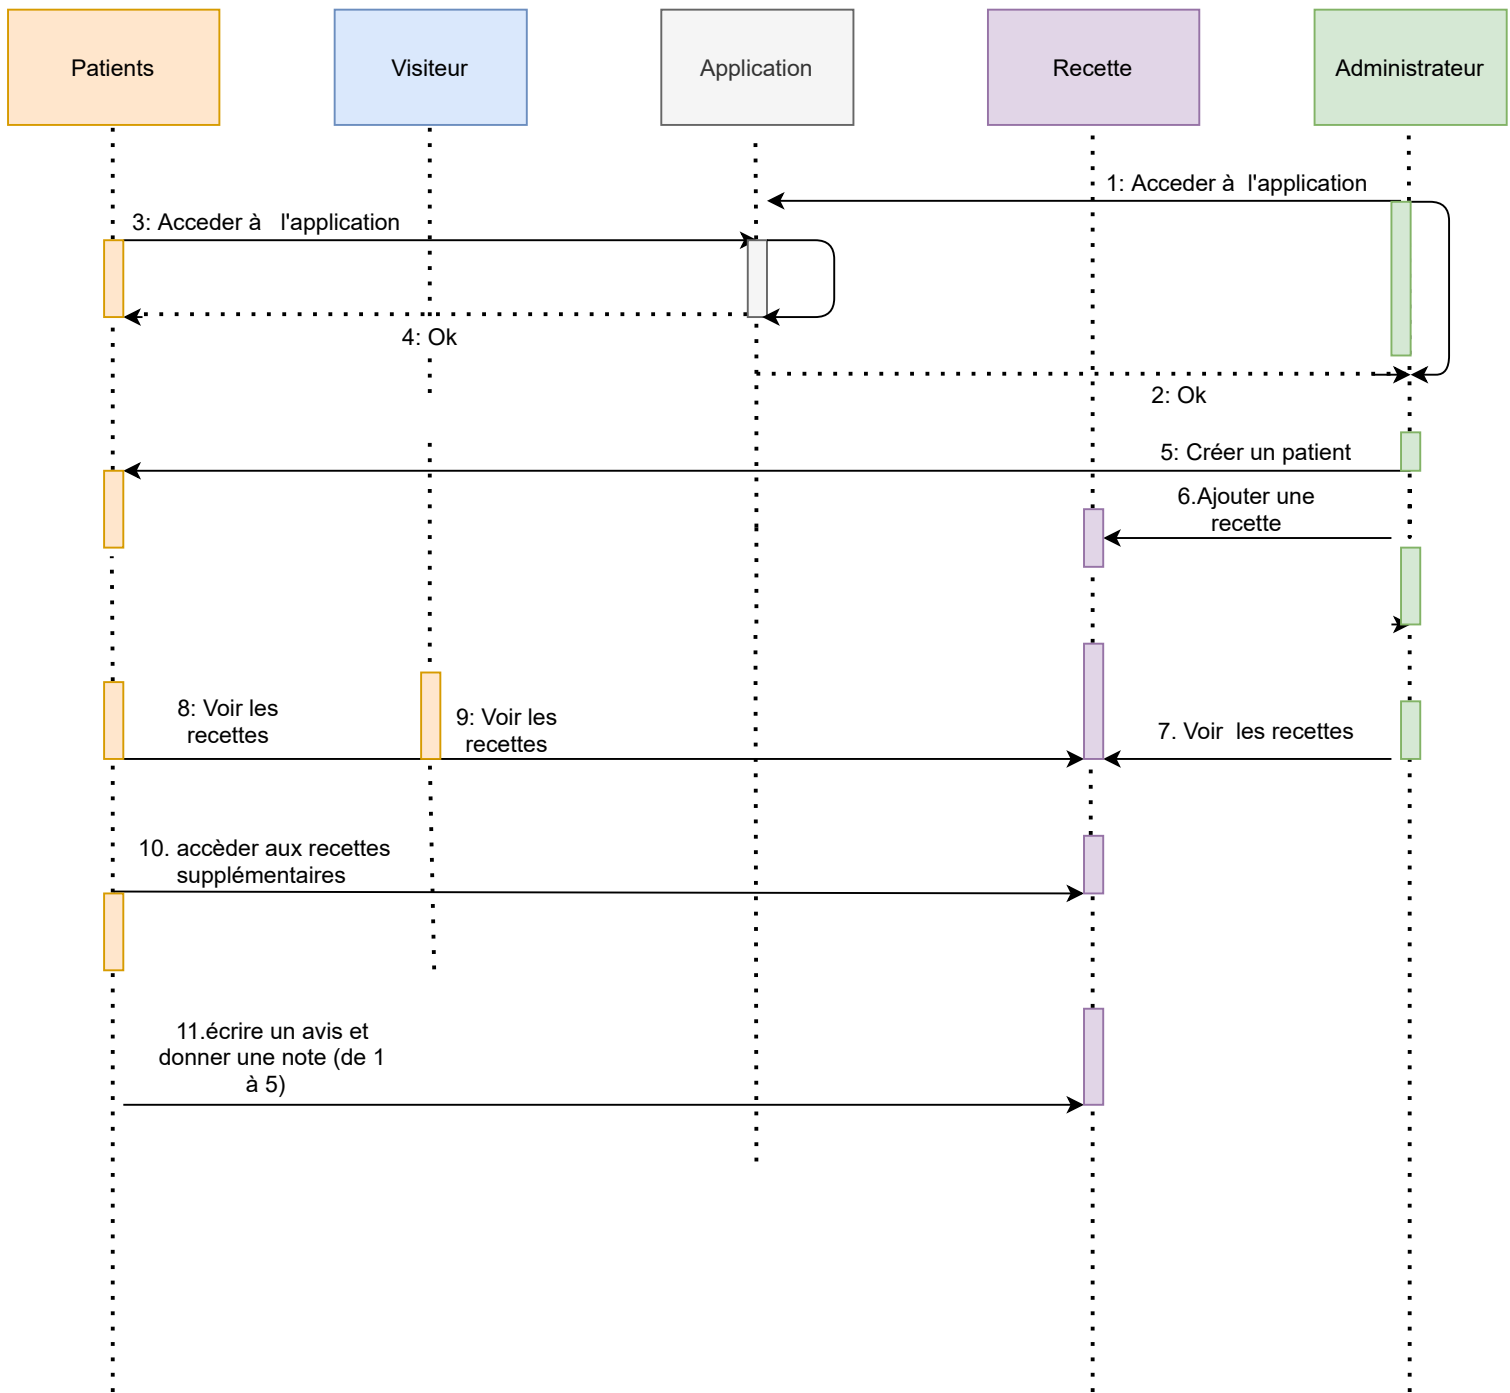 Patients
Visiteur
Application
Recette
Administrateur
1: Acceder à  l'application
3: Acceder à   l'application
4: Ok
2: Ok
5: Créer un patient
6.Ajouter une
recette
8: Voir les
recettes
9: Voir les
recettes
7. Voir  les recettes
10. accèder aux recettes
supplémentaires
11.écrire un avis et
donner une note (de 1
à 5)